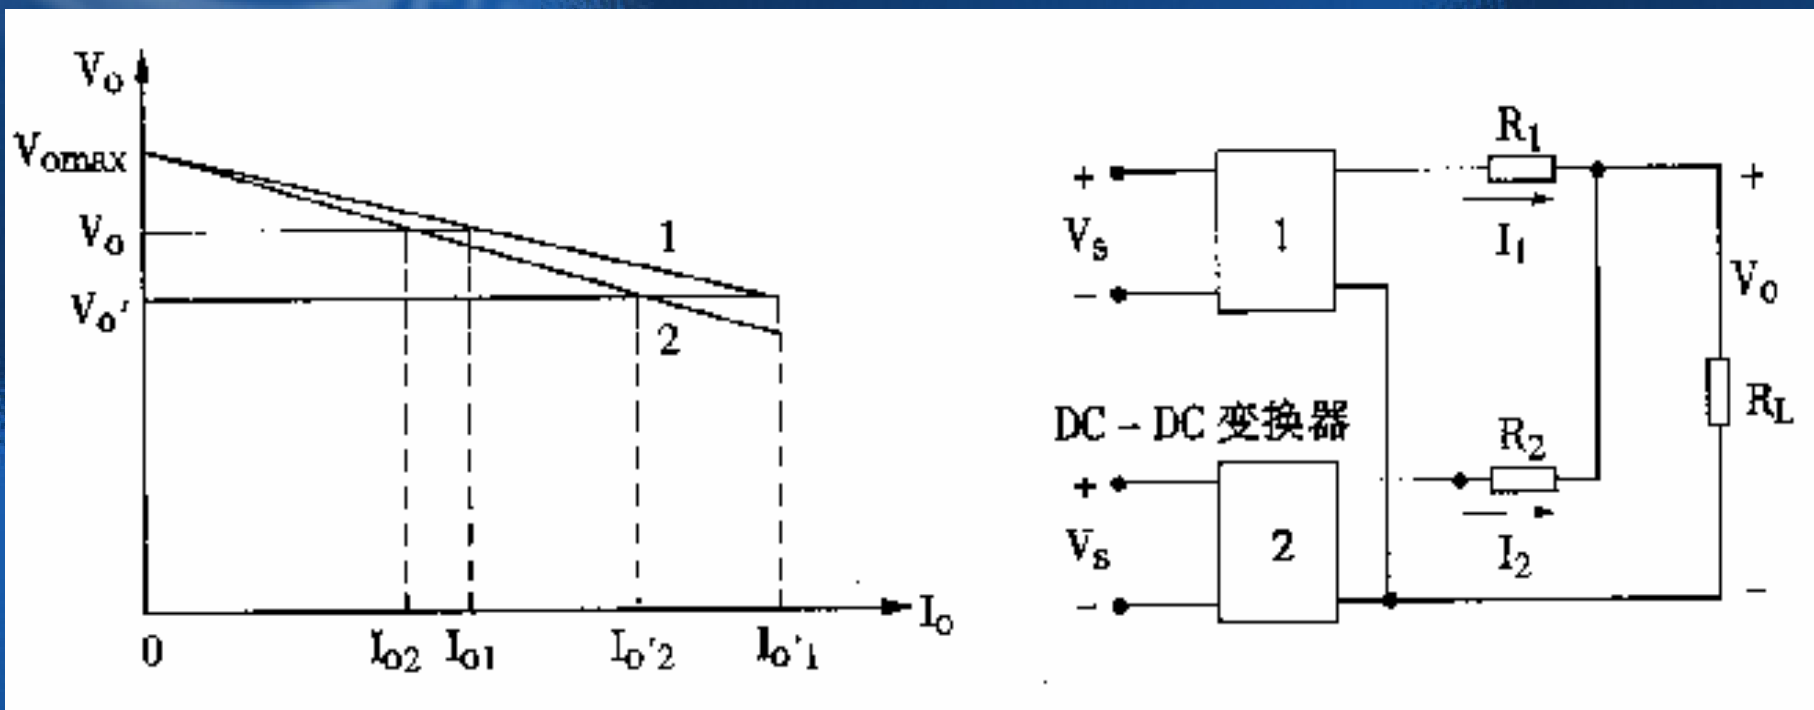 Vo
Vomax
Vo
Vo'
1
2
0
Io2
Io1
Io'2
Io'1
Io
+
Vs
−
1
R1
I1
+
Vo
−
RL
DC – DC 变换器
+
Vs
−
2
R2
I2